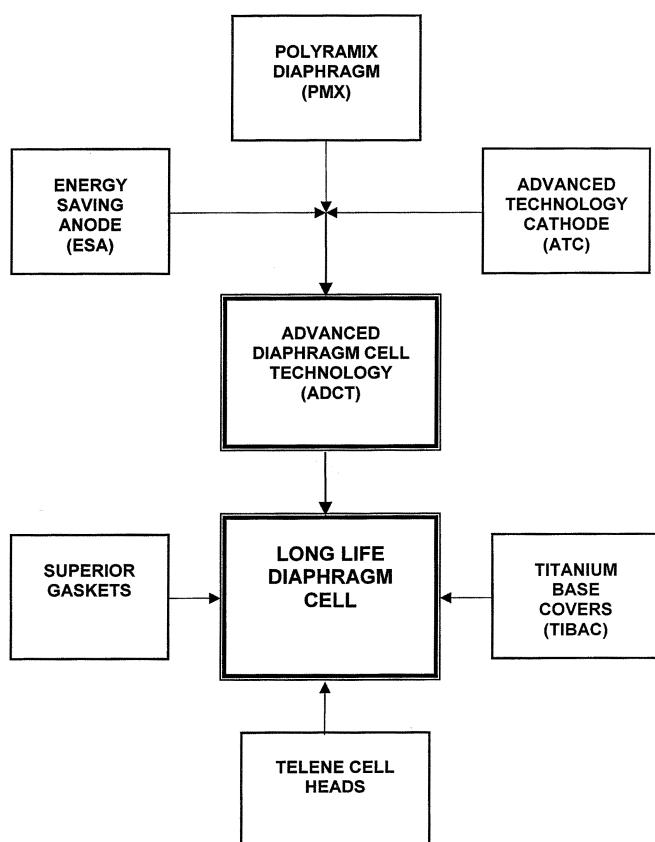 POLYRAMIX
DIAPHRAGM
(PMX)
ENERGY
SAVING
ANODE
(ESA)
ADVANCED
TECHNOLOGY
CATHODE
(ATC)
ADVANCED
DIAPHRAGM CELL
TECHNOLOGY
(ADCT)
SUPERIOR
GASKETS
LONG LIFE
DIAPHRAGM
CELL
TITANIUM
BASE
COVERS
(TIBAC)
TELENE CELL
HEADS